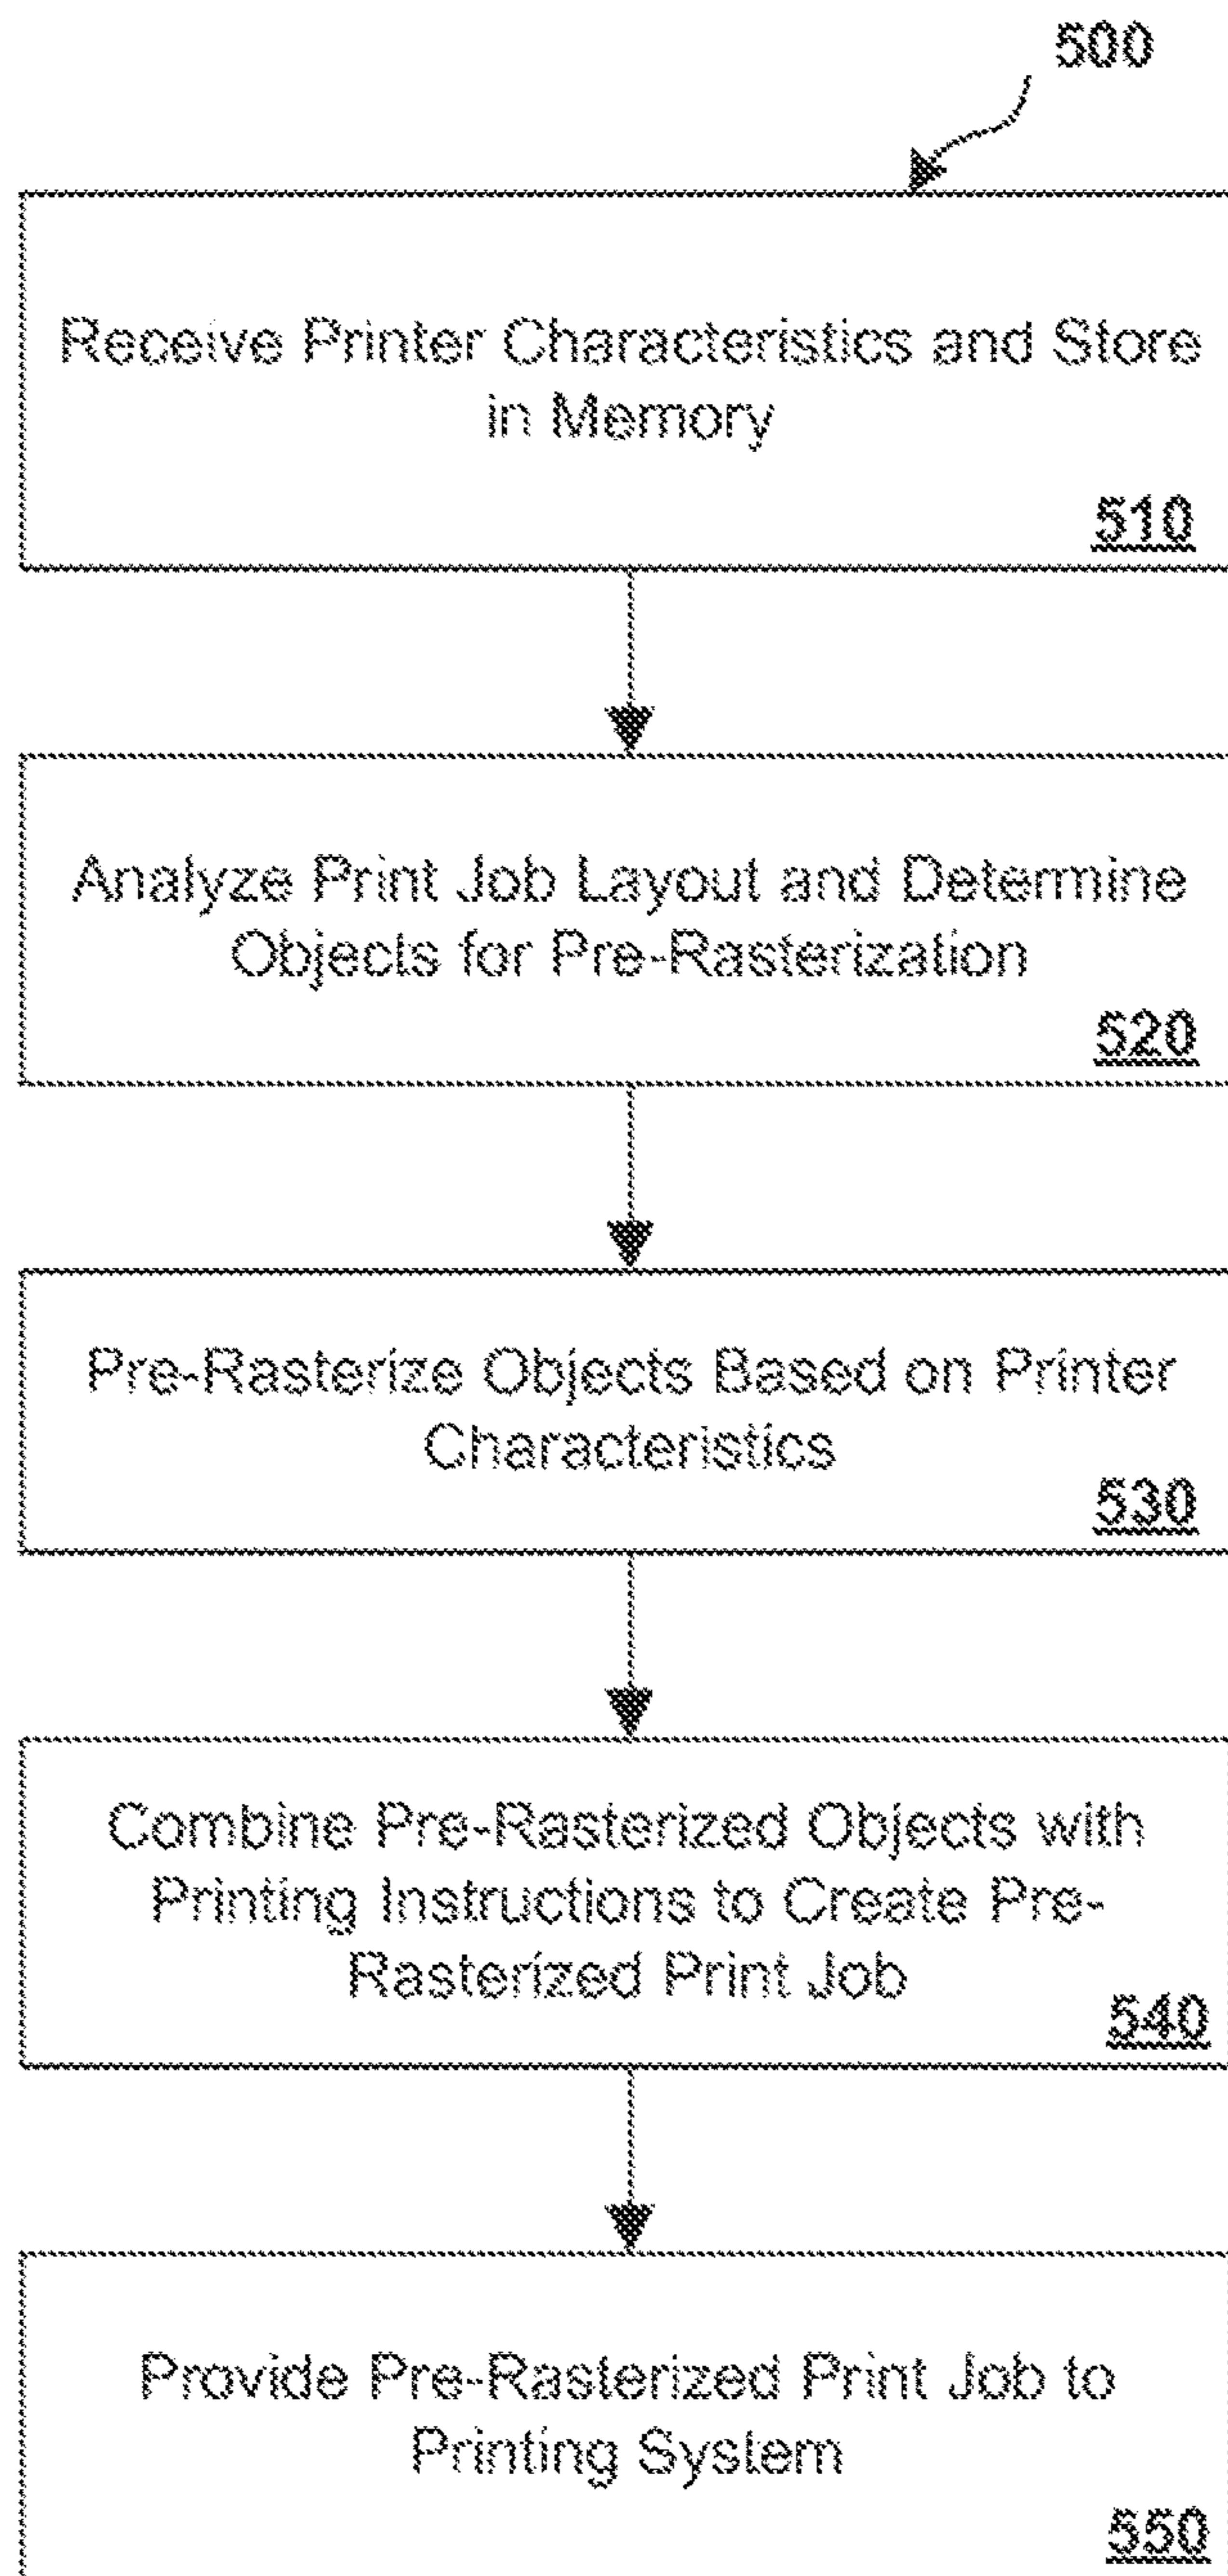 500
Receive Printer Characteristics and Store
in Memory
510
Analyze Print Job Layout and Determine
Objects for Pre-Rasterization
520
Pre-Rasterize Objects Based on Printer
Characteristics
530
Combine Pre-Rasterized Objects with
Printing Instructions to Create Pre-
Rasterized Print Job
540
Provide Pre-Rasterized Print Job to
Printing System
550